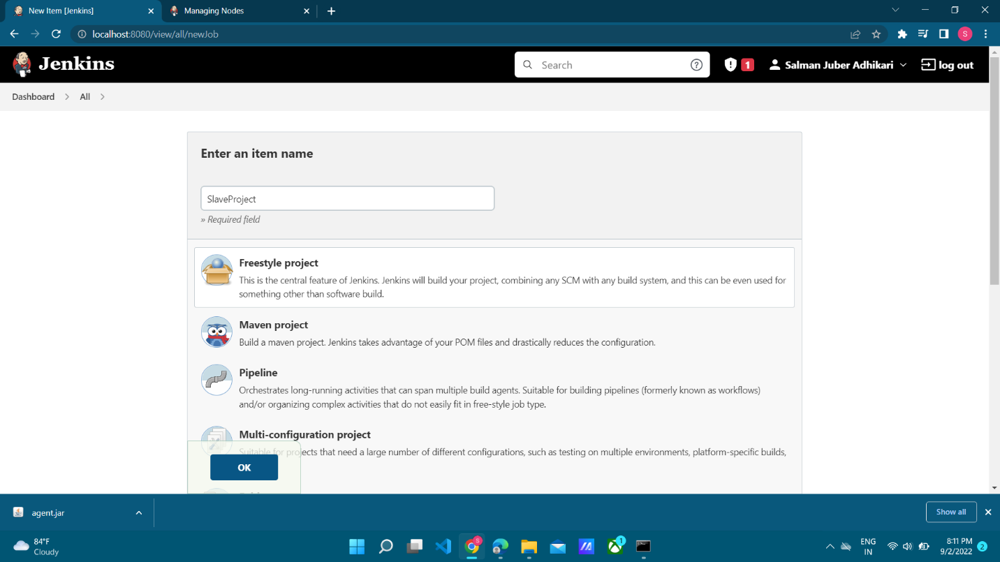 New Item [Jenkins]
Managing Nodes
localhost:8080/view/all/newJob
S
Jenkins
Search
1
Salman Juber Adhikari
log out
Dashboard
All
Enter an item name
SlaveProject
» Required field
Freestyle project
This is the central feature of Jenkins. Jenkins will build your project, combining any SCM with any build system, and this can be even used for
something other than software build.
Maven project
Build a maven project. Jenkins takes advantage of your POM files and drastically reduces the configuration.
Pipeline
Orchestrates long-running activities that can span multiple build agents. Suitable for building pipelines (formerly known as workflows)
and/or organizing complex activities that do not easily fit in free-style job type.
Multi-configuration project
Suitable for projects that need a large number of different configurations, such as testing on multiple environments, platform-specific builds,
OK
agent.jar
Show all
84°F
Cloudy
S
1
ENG
IN
8:11 PM
9/2/2022
2